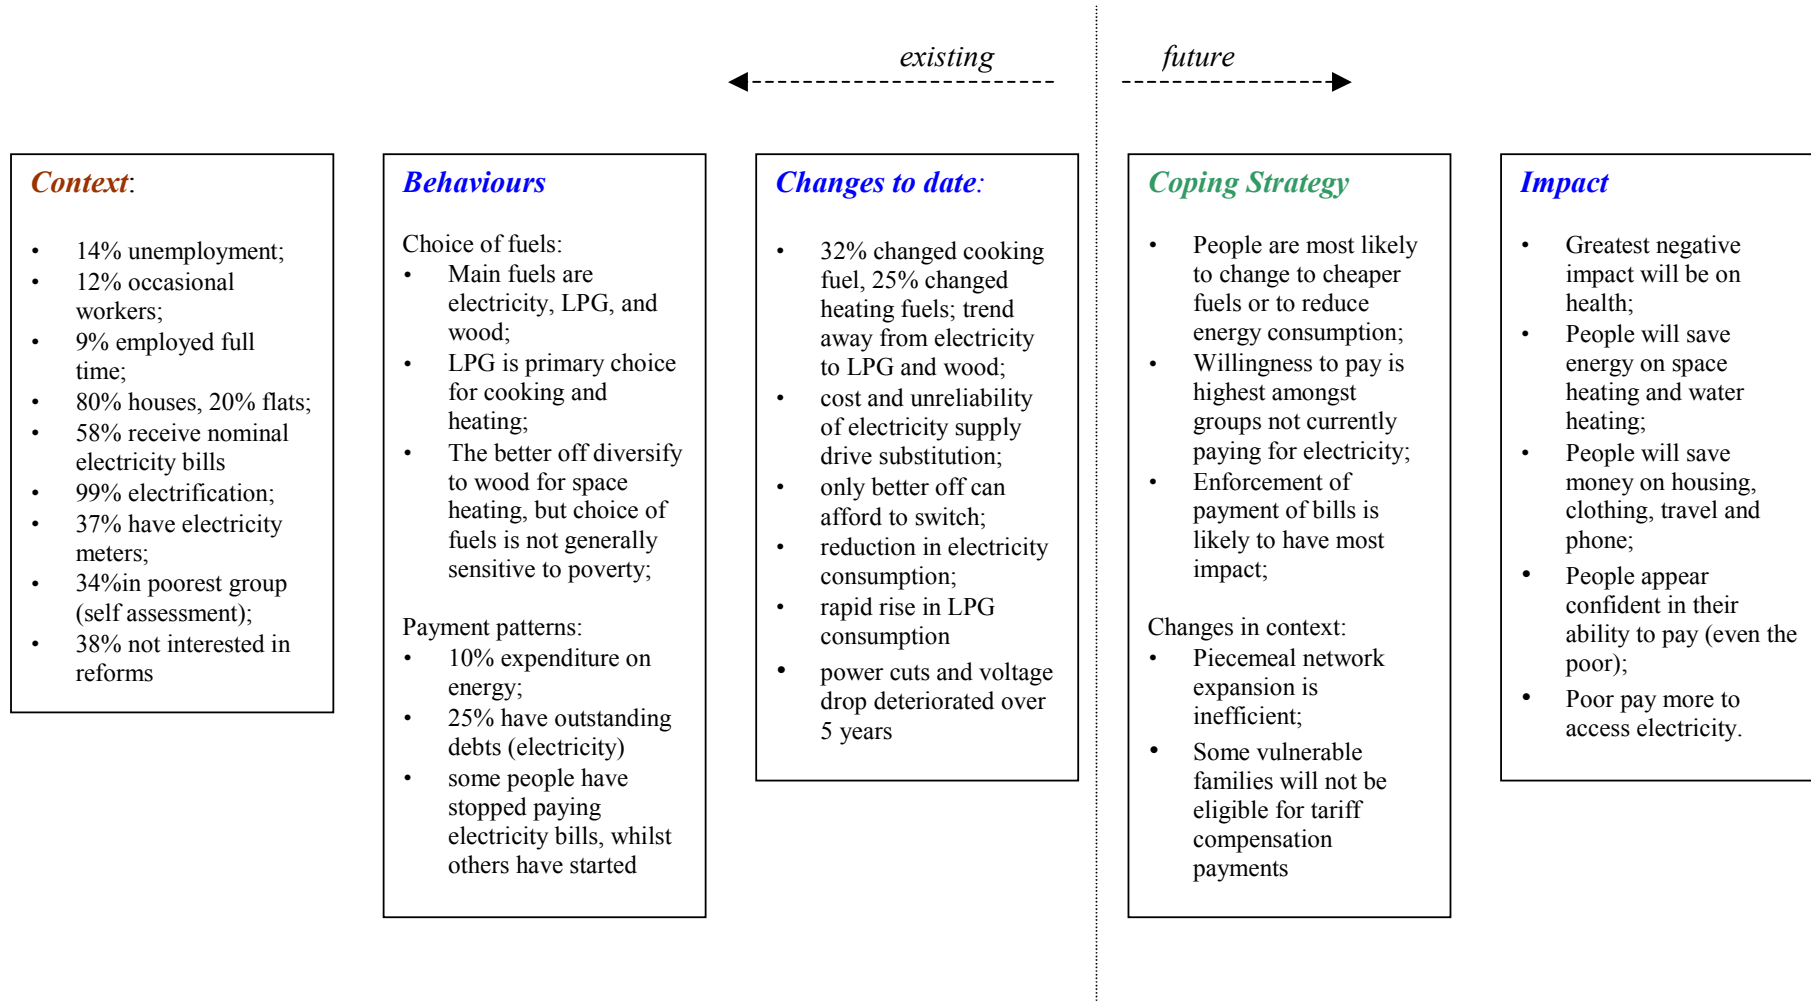 existing
future
Context:
• 14% unemployment;
• 12% occasional
workers;
• 9% employed full
time;
• 80% houses, 20% flats;
• 58% receive nominal
electricity bills
• 99% electrification;
• 37% have electricity
meters;
• 34%in poorest group
(self assessment);
• 38% not interested in
reforms
Behaviours
Choice of fuels:
• Main fuels are
electricity, LPG, and
wood;
• LPG is primary choice
for cooking and
heating;
• The better off diversify
to wood for space
heating, but choice of
fuels is not generally
sensitive to poverty;
Payment patterns:
• 10% expenditure on
energy;
• 25% have outstanding
debts (electricity)
• some people have
stopped paying
electricity bills, whilst
others have started
Changes to date:
• 32% changed cooking
fuel, 25% changed
heating fuels; trend
away from electricity
to LPG and wood;
• cost and unreliability
of electricity supply
drive substitution;
• only better off can
afford to switch;
• reduction in electricity
consumption;
• rapid rise in LPG
consumption
• power cuts and voltage
drop deteriorated over
5 years
Coping Strategy
• People are most likely
to change to cheaper
fuels or to reduce
energy consumption;
• Willingness to pay is
highest amongst
groups not currently
paying for electricity;
• Enforcement of
payment of bills is
likely to have most
impact;
Changes in context:
• Piecemeal network
expansion is
inefficient;
• Some vulnerable
families will not be
eligible for tariff
compensation
payments
Impact
• Greatest negative
impact will be on
health;
• People will save
energy on space
heating and water
heating;
• People will save
money on housing,
clothing, travel and
phone;
• People appear
confident in their
ability to pay (even the
poor);
• Poor pay more to
access electricity.